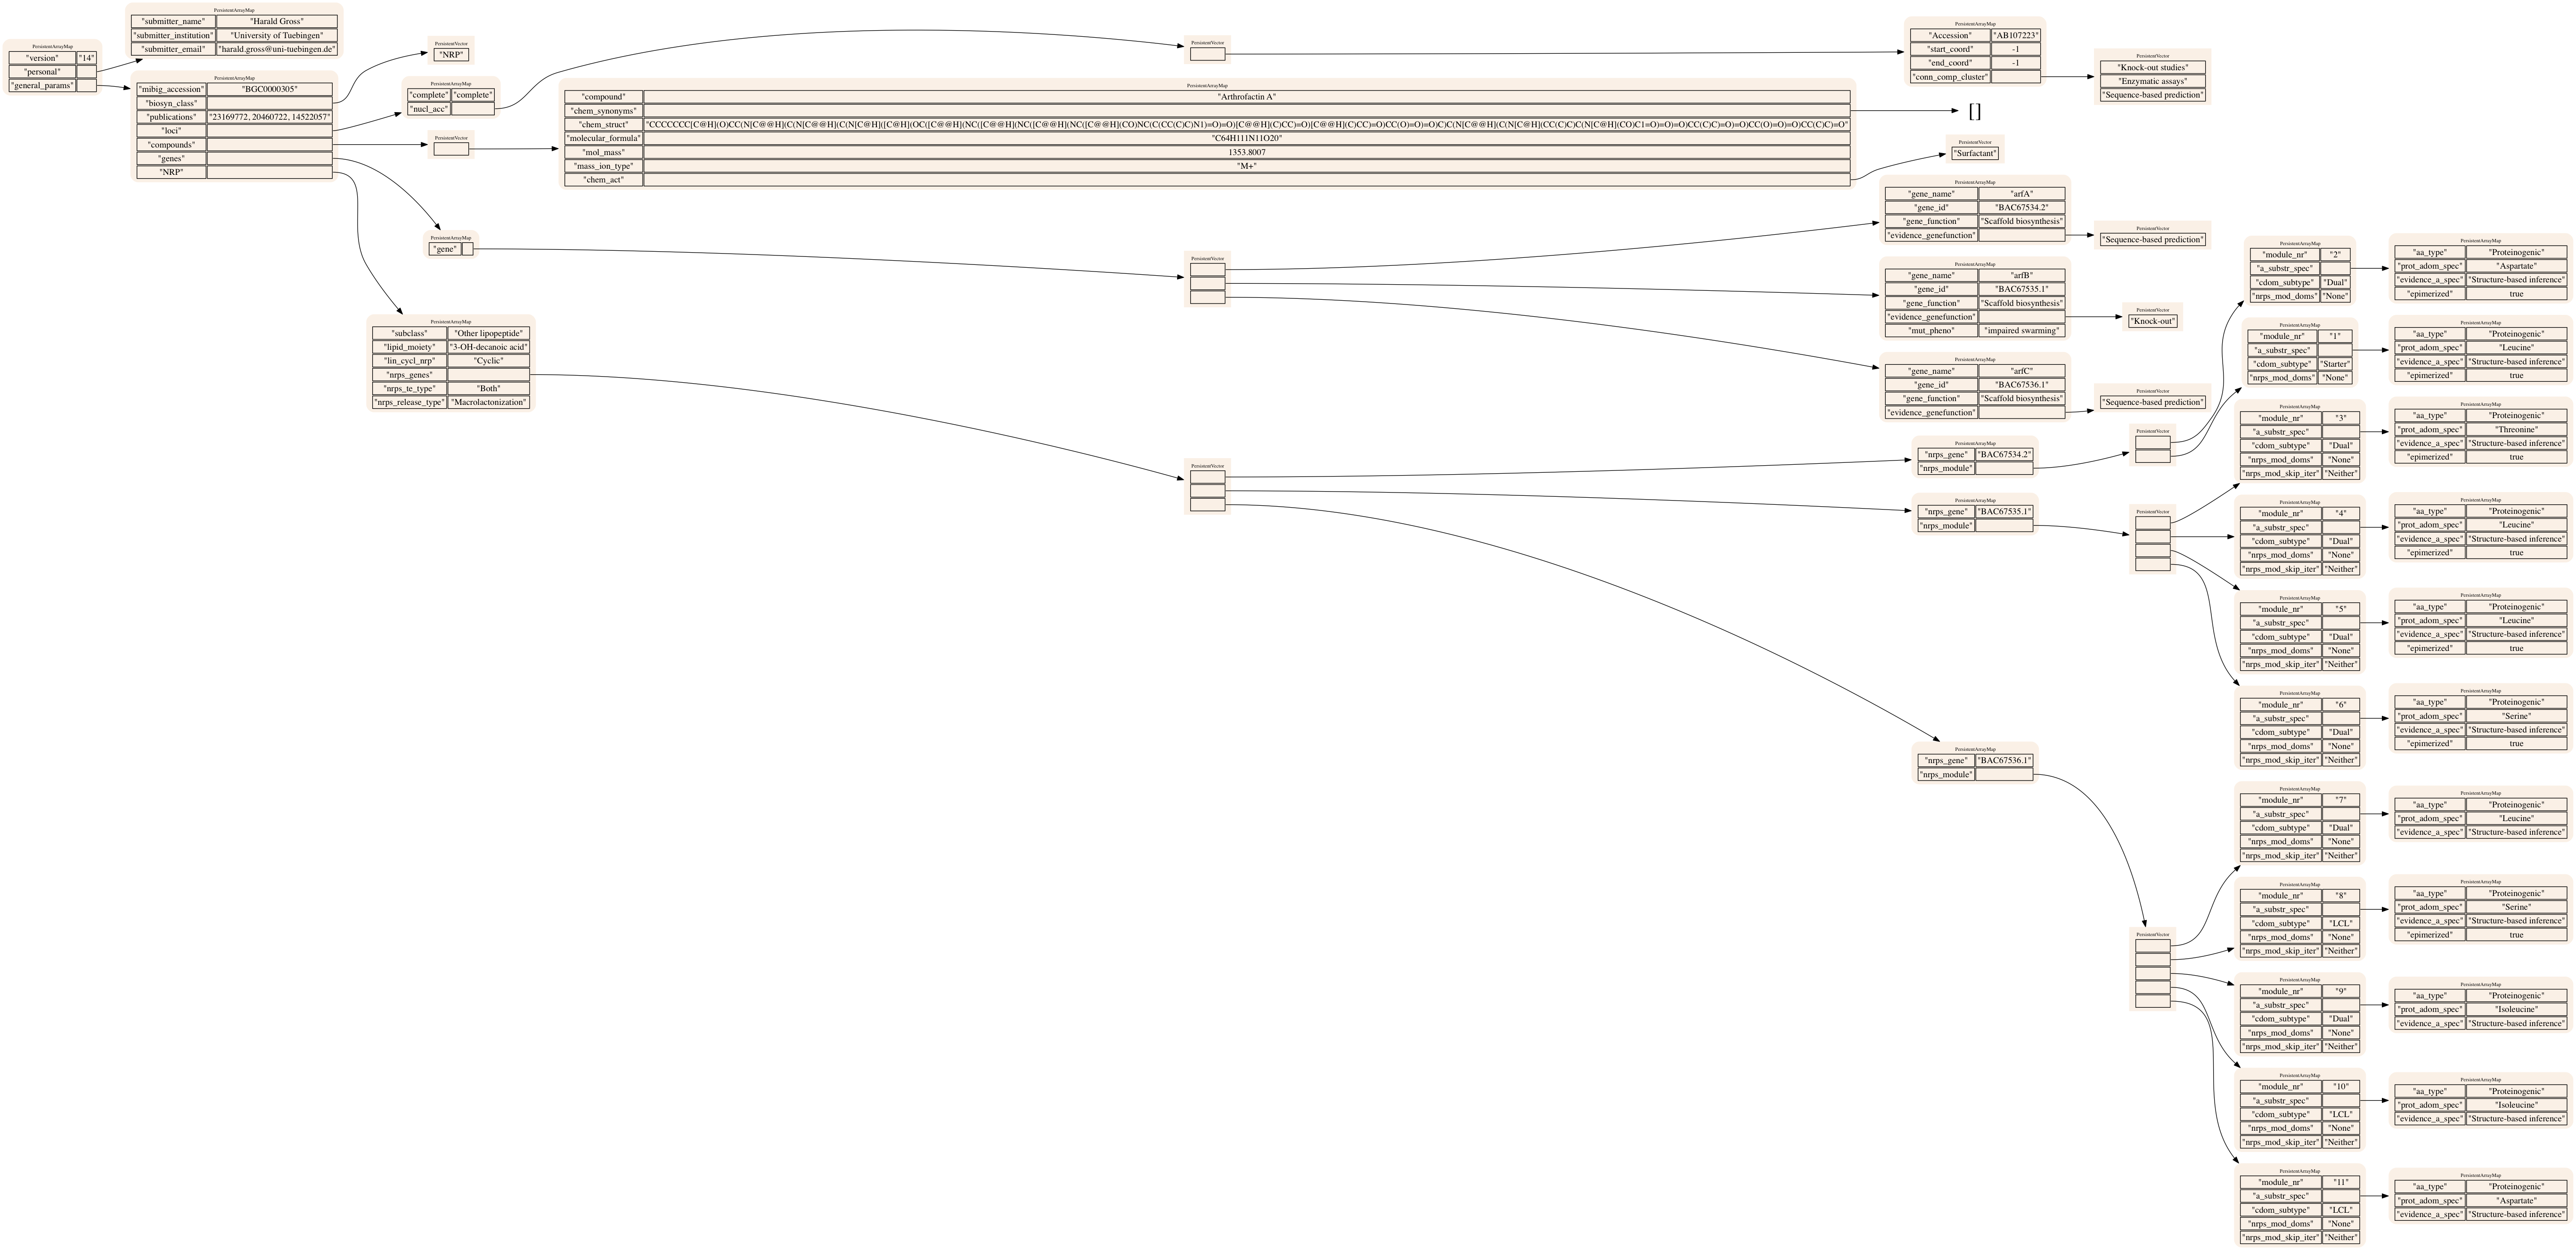 PersistentArrayMap
"version" "14"
"personal"
"general_params"
PersistentArrayMap
"submitter_name" "Harald Gross"
"submitter_institution" "University of Tuebingen"
"submitter_email" "harald.gross@uni-tuebingen.de"
PersistentArrayMap
"mibig_accession" "BGC0000305"
"biosyn_class"
"publications" "23169772, 20460722, 14522057"
"loci"
"compounds"
"genes"
"NRP"
PersistentVector
"NRP"
PersistentArrayMap
"complete" "complete"
"nucl_acc"
PersistentVector
PersistentArrayMap
"Accession" "AB107223"
"start_coord" -1
"end_coord" -1
"conn_comp_cluster"
PersistentVector
"Knock-out studies"
"Enzymatic assays"
"Sequence-based prediction"
PersistentVector
PersistentArrayMap
"compound" "Arthrofactin A"
"chem_synonyms"
"chem_struct" "CCCCCCC[C@H](O)CC(N[C@@H](C(N[C@@H](C(N[C@H]([C@H](OC([C@@H](NC([C@@H](NC([C@@H](NC([C@@H](CO)NC(C(CC(C)C)N1)=O)=O)[C@@H](C)CC)=O)[C@@H](C)CC)=O)CC(O)=O)=O)C)C(N[C@@H](C(N[C@H](CC(C)C)C(N[C@H](CO)C1=O)=O)=O)CC(C)C)=O)=O)CC(O)=O)=O)CC(C)C)=O"
"molecular_formula" "C64H111N11O20"
"mol_mass" 1353.8007
"mass_ion_type" "M+"
"chem_act"
[]
PersistentVector
"Surfactant"
PersistentArrayMap
"gene"
PersistentVector
PersistentArrayMap
"gene_name" "arfA"
"gene_id" "BAC67534.2"
"gene_function" "Scaffold biosynthesis"
"evidence_genefunction"
PersistentVector
"Sequence-based prediction"
PersistentArrayMap
"gene_name" "arfB"
"gene_id" "BAC67535.1"
"gene_function" "Scaffold biosynthesis"
"evidence_genefunction"
"mut_pheno" "impaired swarming"
PersistentVector
"Knock-out"
PersistentArrayMap
"gene_name" "arfC"
"gene_id" "BAC67536.1"
"gene_function" "Scaffold biosynthesis"
"evidence_genefunction"
PersistentVector
"Sequence-based prediction"
PersistentArrayMap
"subclass" "Other lipopeptide"
"lipid_moiety" "3-OH-decanoic acid"
"lin_cycl_nrp" "Cyclic"
"nrps_genes"
"nrps_te_type" "Both"
"nrps_release_type" "Macrolactonization"
PersistentVector
PersistentArrayMap
"nrps_gene" "BAC67534.2"
"nrps_module"
PersistentVector
PersistentArrayMap
"module_nr" "2"
"a_substr_spec"
"cdom_subtype" "Dual"
"nrps_mod_doms" "None"
PersistentArrayMap
"aa_type" "Proteinogenic"
"prot_adom_spec" "Aspartate"
"evidence_a_spec" "Structure-based inference"
"epimerized" true
PersistentArrayMap
"module_nr" "1"
"a_substr_spec"
"cdom_subtype" "Starter"
"nrps_mod_doms" "None"
PersistentArrayMap
"aa_type" "Proteinogenic"
"prot_adom_spec" "Leucine"
"evidence_a_spec" "Structure-based inference"
"epimerized" true
PersistentArrayMap
"nrps_gene" "BAC67535.1"
"nrps_module"
PersistentVector
PersistentArrayMap
"module_nr" "3"
"a_substr_spec"
"cdom_subtype" "Dual"
"nrps_mod_doms" "None"
"nrps_mod_skip_iter" "Neither"
PersistentArrayMap
"aa_type" "Proteinogenic"
"prot_adom_spec" "Threonine"
"evidence_a_spec" "Structure-based inference"
"epimerized" true
PersistentArrayMap
"module_nr" "4"
"a_substr_spec"
"cdom_subtype" "Dual"
"nrps_mod_doms" "None"
"nrps_mod_skip_iter" "Neither"
PersistentArrayMap
"aa_type" "Proteinogenic"
"prot_adom_spec" "Leucine"
"evidence_a_spec" "Structure-based inference"
"epimerized" true
PersistentArrayMap
"module_nr" "5"
"a_substr_spec"
"cdom_subtype" "Dual"
"nrps_mod_doms" "None"
"nrps_mod_skip_iter" "Neither"
PersistentArrayMap
"aa_type" "Proteinogenic"
"prot_adom_spec" "Leucine"
"evidence_a_spec" "Structure-based inference"
"epimerized" true
PersistentArrayMap
"module_nr" "6"
"a_substr_spec"
"cdom_subtype" "Dual"
"nrps_mod_doms" "None"
"nrps_mod_skip_iter" "Neither"
PersistentArrayMap
"aa_type" "Proteinogenic"
"prot_adom_spec" "Serine"
"evidence_a_spec" "Structure-based inference"
"epimerized" true
PersistentArrayMap
"nrps_gene" "BAC67536.1"
"nrps_module"
PersistentVector
PersistentArrayMap
"module_nr" "7"
"a_substr_spec"
"cdom_subtype" "Dual"
"nrps_mod_doms" "None"
"nrps_mod_skip_iter" "Neither"
PersistentArrayMap
"aa_type" "Proteinogenic"
"prot_adom_spec" "Leucine"
"evidence_a_spec" "Structure-based inference"
PersistentArrayMap
"module_nr" "8"
"a_substr_spec"
"cdom_subtype" "LCL"
"nrps_mod_doms" "None"
"nrps_mod_skip_iter" "Neither"
PersistentArrayMap
"aa_type" "Proteinogenic"
"prot_adom_spec" "Serine"
"evidence_a_spec" "Structure-based inference"
"epimerized" true
PersistentArrayMap
"module_nr" "9"
"a_substr_spec"
"cdom_subtype" "Dual"
"nrps_mod_doms" "None"
"nrps_mod_skip_iter" "Neither"
PersistentArrayMap
"aa_type" "Proteinogenic"
"prot_adom_spec" "Isoleucine"
"evidence_a_spec" "Structure-based inference"
PersistentArrayMap
"module_nr" "10"
"a_substr_spec"
"cdom_subtype" "LCL"
"nrps_mod_doms" "None"
"nrps_mod_skip_iter" "Neither"
PersistentArrayMap
"aa_type" "Proteinogenic"
"prot_adom_spec" "Isoleucine"
"evidence_a_spec" "Structure-based inference"
PersistentArrayMap
"module_nr" "11"
"a_substr_spec"
"cdom_subtype" "LCL"
"nrps_mod_doms" "None"
"nrps_mod_skip_iter" "Neither"
PersistentArrayMap
"aa_type" "Proteinogenic"
"prot_adom_spec" "Aspartate"
"evidence_a_spec" "Structure-based inference"